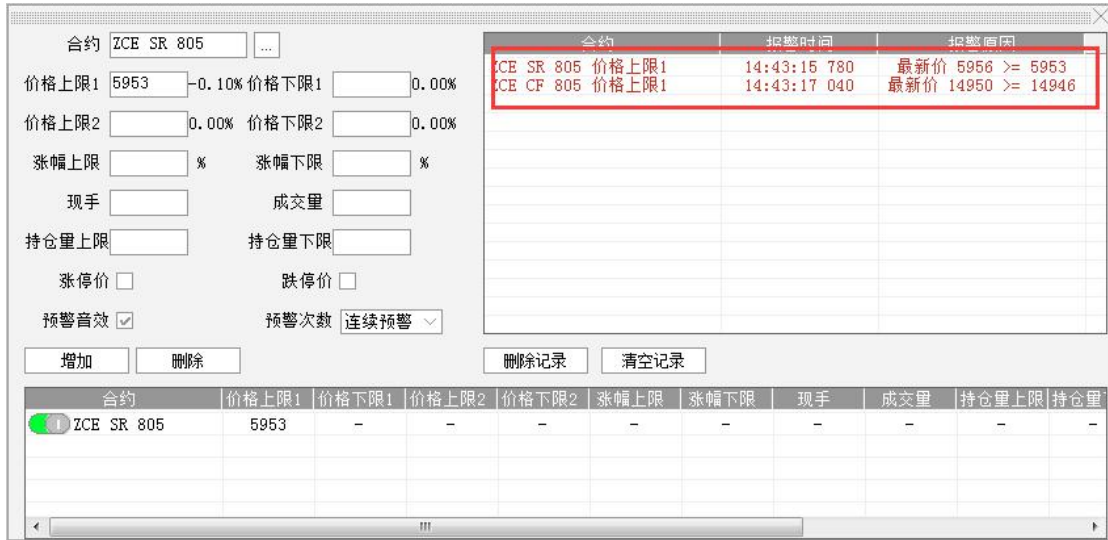 合约 ZCE SR 805 ...
价格上限1 5953 -0.10% 价格下限1 0.00%
价格上限2 0.00% 价格下限2 0.00%
涨幅上限 % 涨幅下限 %
现手 成交量
持仓量上限 持仓量下限
涨停价 跌停价
预警音效 预警次数 连续预警
增加 删除
合约 报警时间 报警原因
ZCE SR 805 价格上限1 14:43:15 780 最新价 5956 >= 5953
ZCE CF 805 价格上限1 14:43:17 040 最新价 14950 >= 14946
删除记录 清空记录
合约 价格上限1 价格下限1 价格上限2 价格下限2 涨幅上限 涨幅下限 现手 成交量 持仓量上限 持仓量
ZCE SR 805 5953 - - - - - - - - -